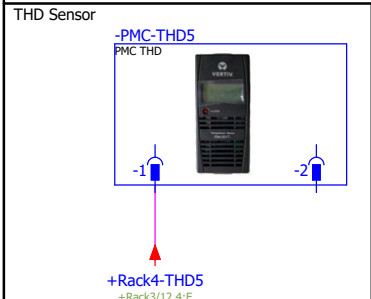 THD Sensor
-PMC-THD5
PMC THD
VERTIV
-1
-2
+Rack4-THD5
+Rack3/12.4:F